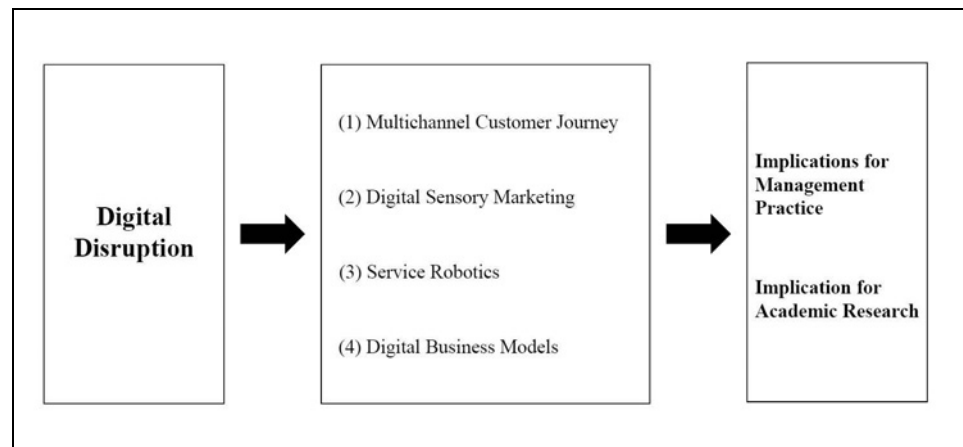 Digital
Disruption
(1) Multichannel Customer Journey
(2) Digital Sensory Marketing
(3) Service Robotics
(4) Digital Business Models
Implications for
Management
Practice
Implication for
Academic Research